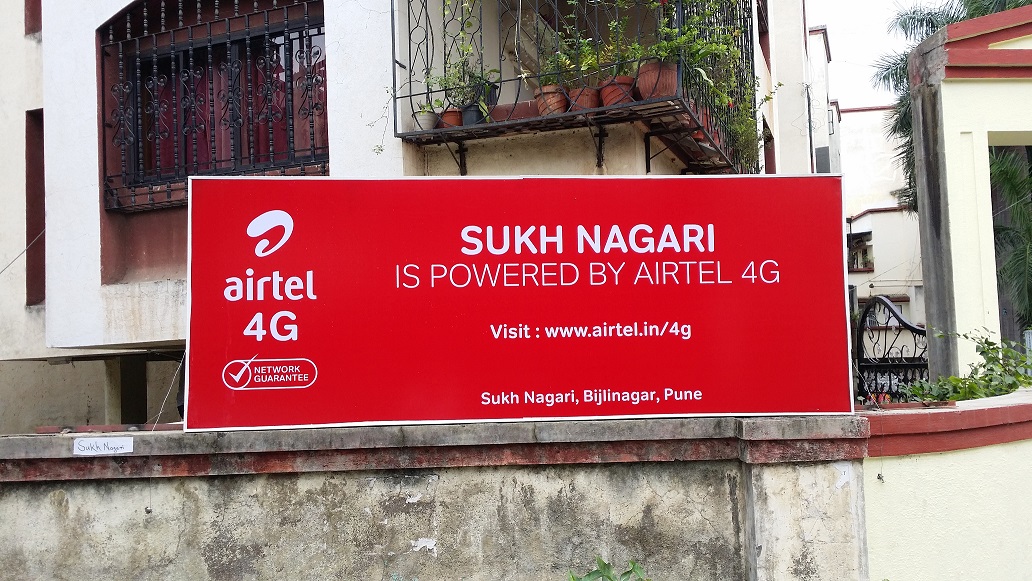 airtel
4G
NETWORK
GUARANTEE
SUKH NAGARI
IS POWERED BY AIRTEL 4G
Visit : www.airtel.in/4g
Sukh Nagari, Bijlinagar, Pune
Sukh Nagari